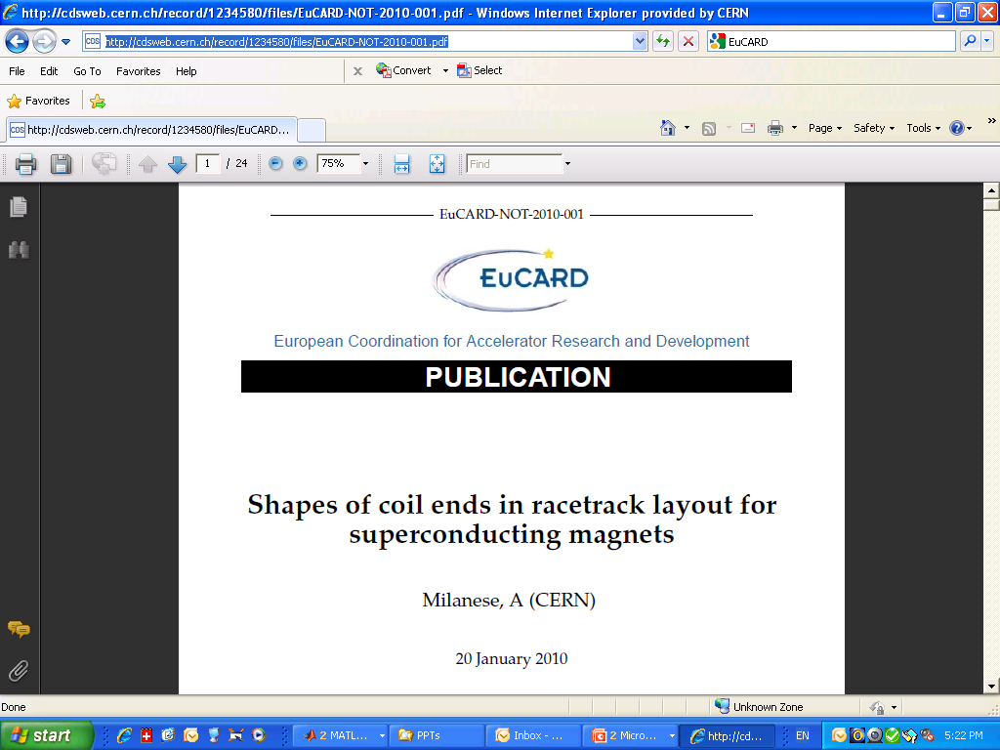 http://cdsweb.cern.ch/record/1234580/files/EuCARD-NOT-2010-001.pdf - Windows Internet Explorer provided by CERN
CDS http://cdsweb.cern.ch/record/1234580/files/EuCARD-NOT-2010-001.pdf EuCARD
File Edit Go To Favorites Help x Convert Select
Favorites
CDS http://cdsweb.cern.ch/record/1234580/files/EuCARD... Page Safety Tools »
1 / 24 75% Find
EuCARD-NOT-2010-001
EuCARD
European Coordination for Accelerator Research and Development
PUBLICATION
Shapes of coil ends in racetrack layout for
superconducting magnets
Milanese, A (CERN)
20 January 2010
Done Unknown Zone
start 2 MATL... PPTs Inbox - ... 2 Micro... http://cd... EN 5:22 PM